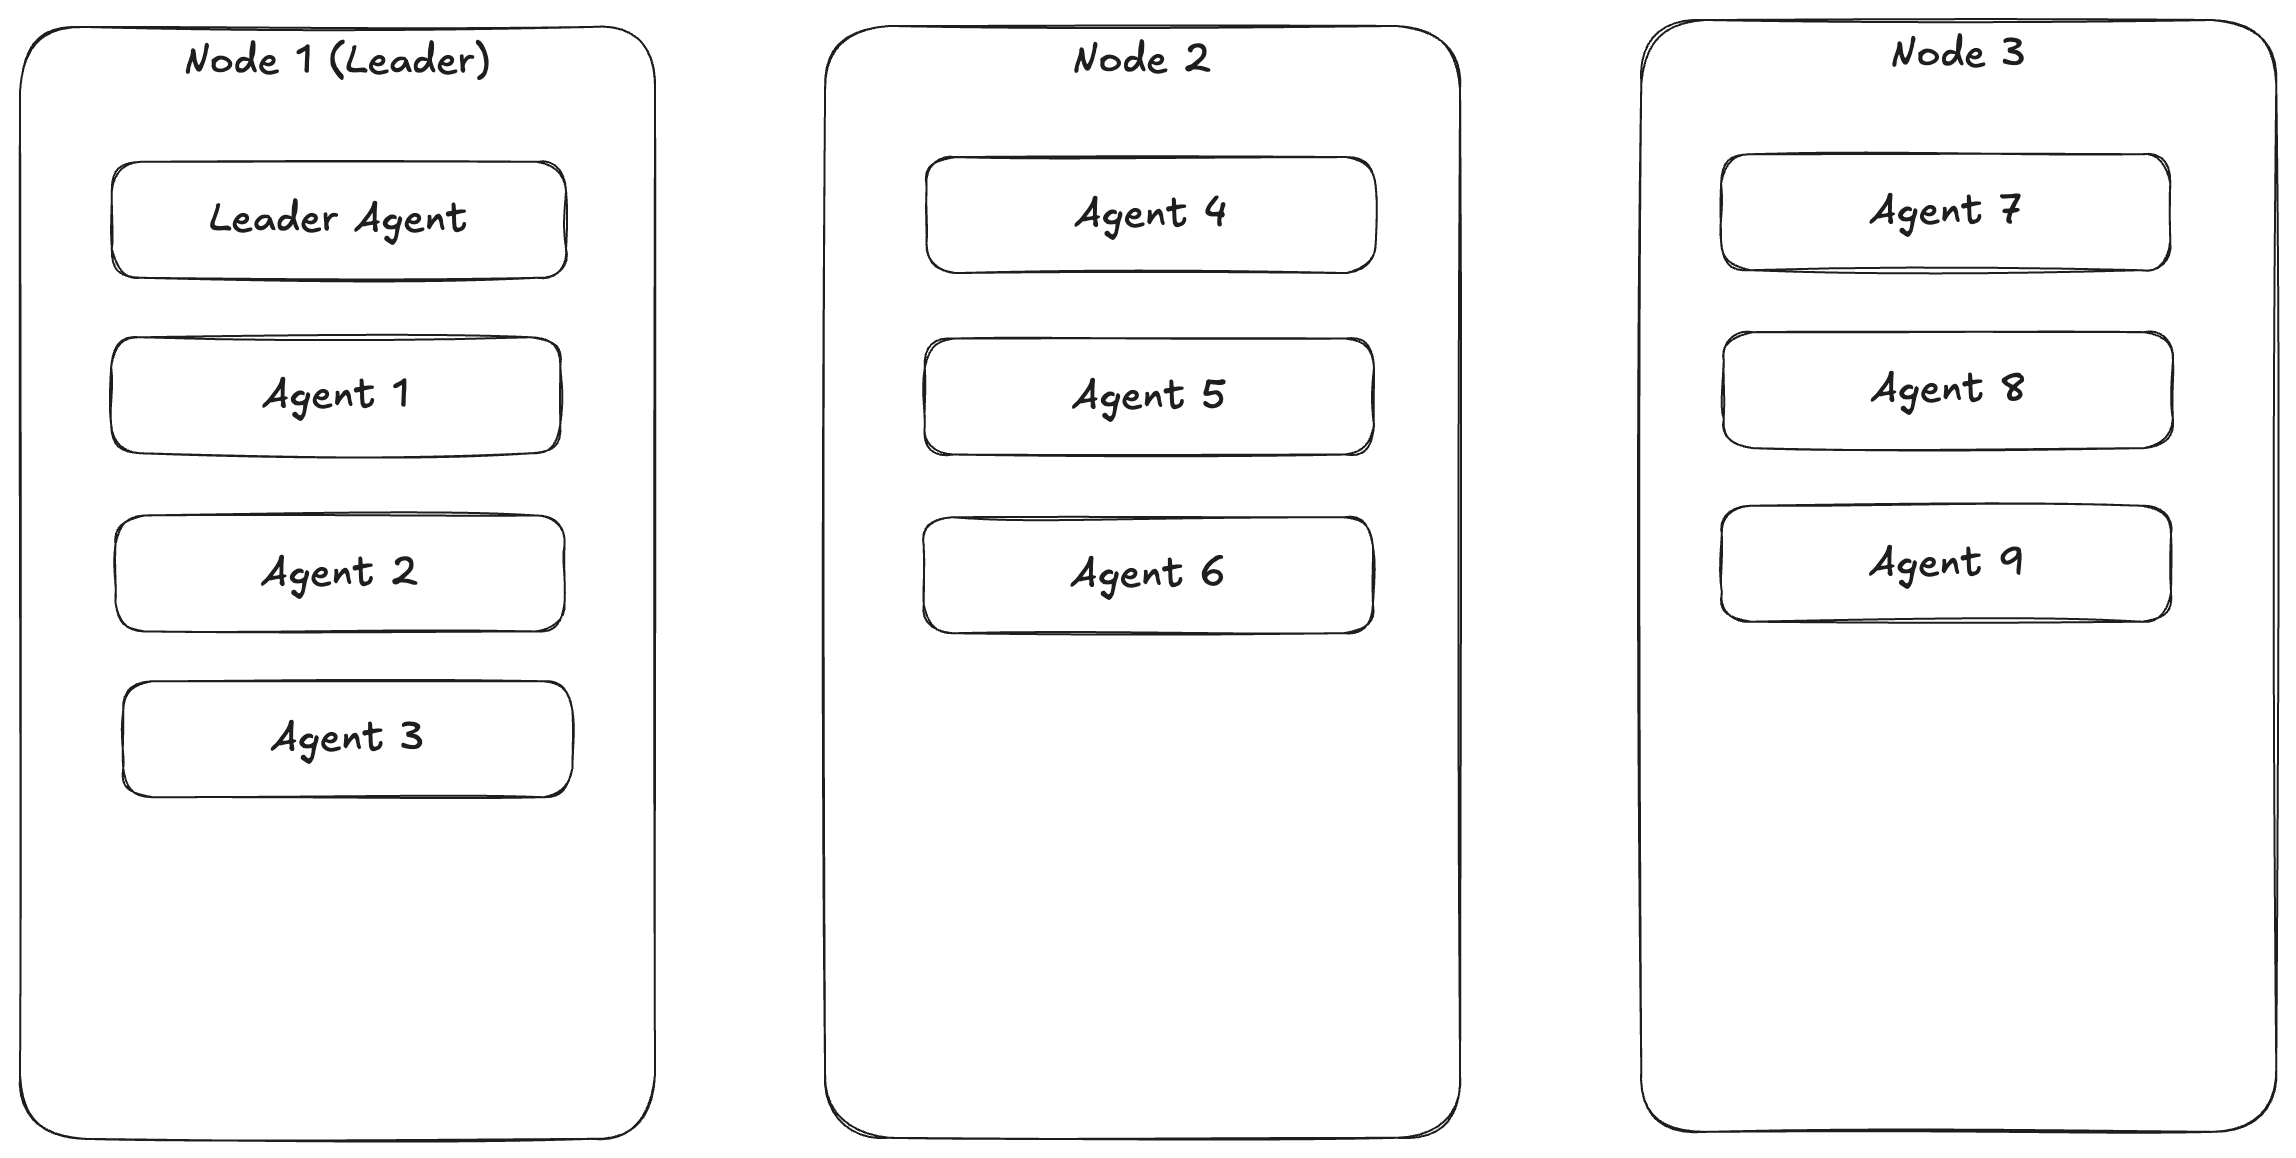 Node 1 (Leader)
Leader Agent
Agent 1
Agent 2
Agent 3
Node 2
Agent 4
Agent 5
Agent 6
Node 3
Agent 7
Agent 8
Agent 9